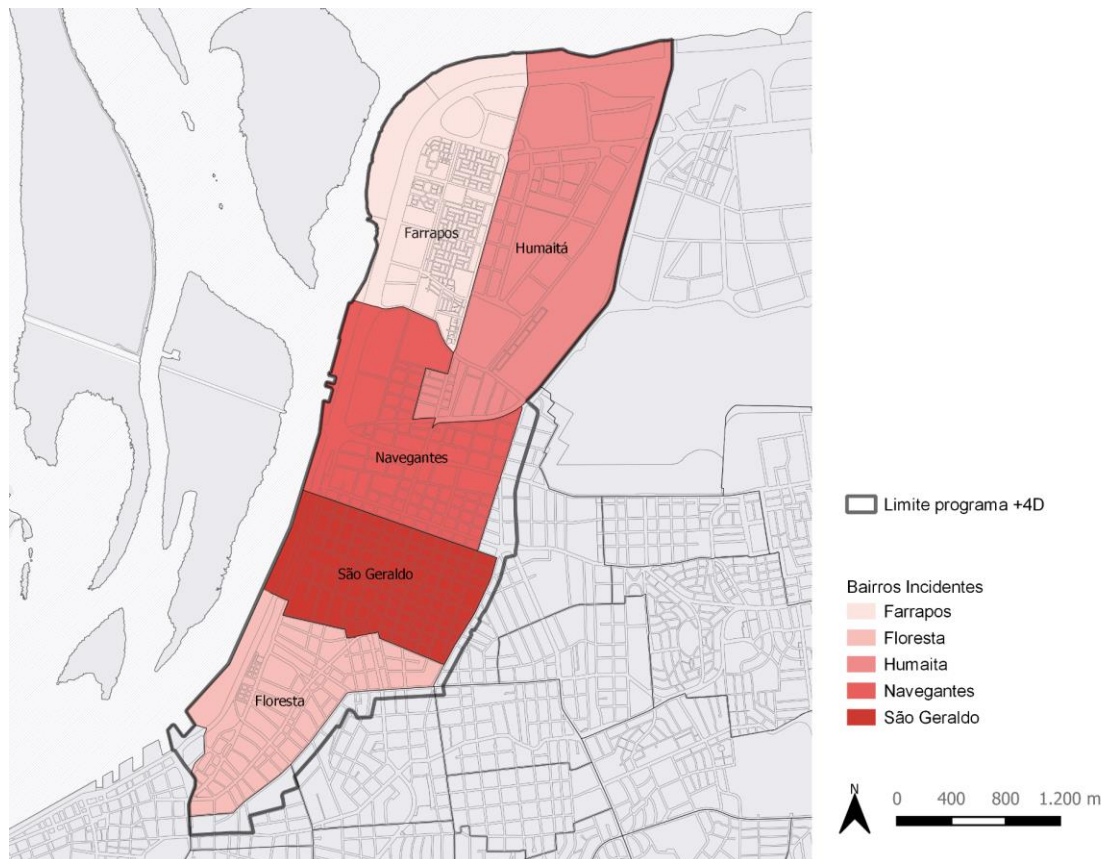 Farrapos
Humaitá
Navegantes
São Geraldo
Floresta
Limite programa +4D
Bairros Incidentes
Farrapos
Floresta
Humaita
Navegantes
São Geraldo
N
0 400 800 1.200 m